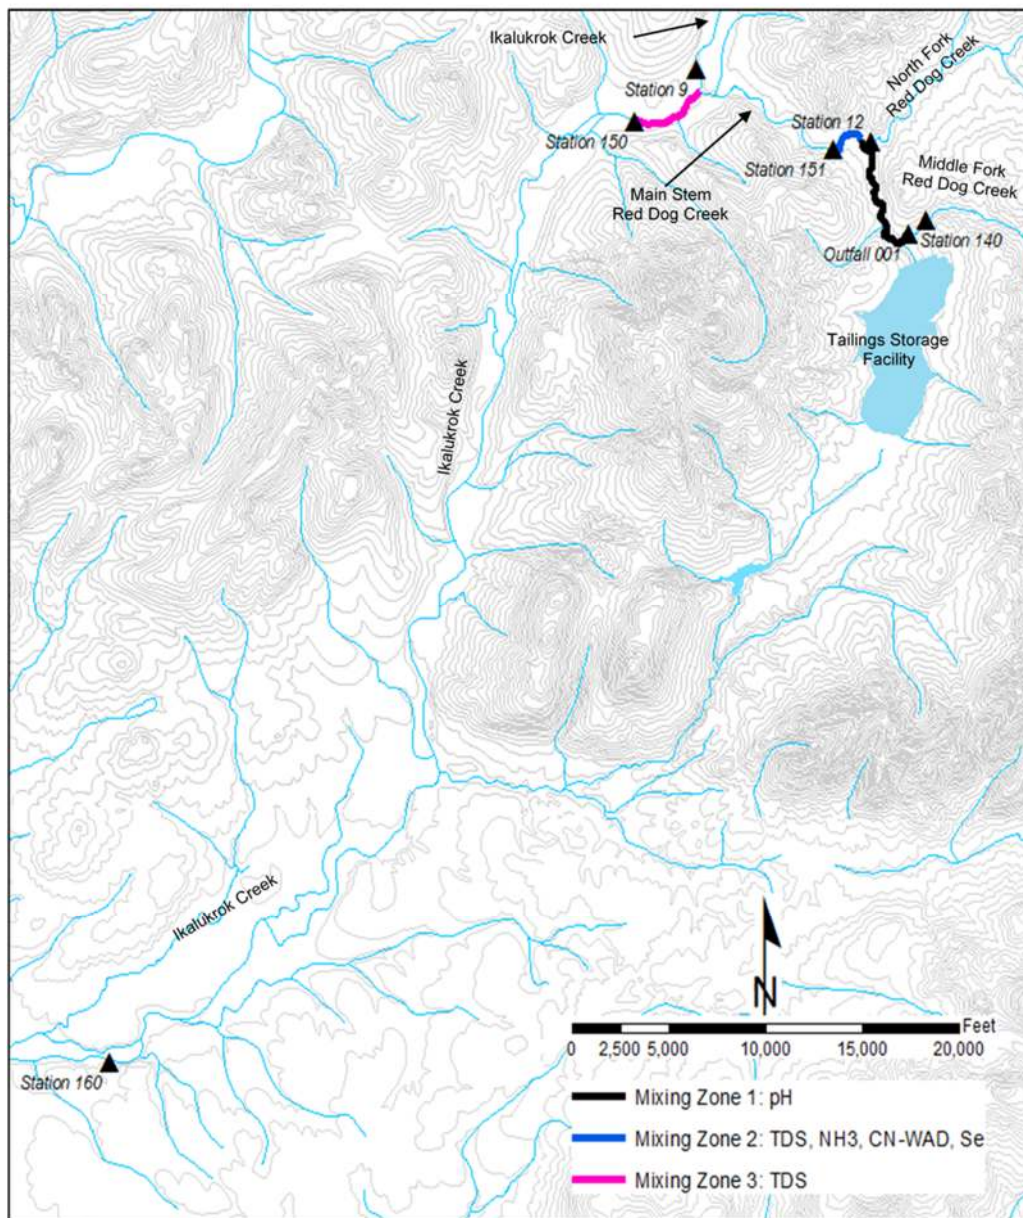 Ikalukrok Creek
Station 9
North Fork
Red Dog Creek
Station 12
Station 150
Station 151
Middle Fork
Red Dog Creek
Main Stem
Red Dog Creek
Station 140
Outfall 001
Tailings Storage
Facility
Ikalukrok Creek
Ikalukrok Creek
N
Feet
0 2,500 5,000 10,000 15,000 20,000
Station 160
Mixing Zone 1: pH
Mixing Zone 2: TDS, NH3, CN-WAD, Se
Mixing Zone 3: TDS